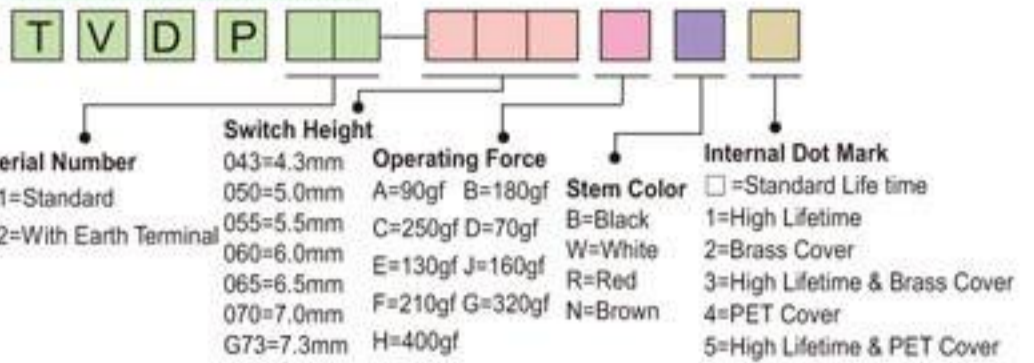 T V D P -
Switch Height
043=4.3mm
050=5.0mm
055=5.5mm
060=6.0mm
065=6.5mm
070=7.0mm
G73=7.3mm
erial Number
1=Standard
2=With Earth Terminal
Operating Force
A=90gf B=180gf
C=250gf D=70gf
E=130gf J=160gf
F=210gf G=320gf
H=400gf
Stem Color
B=Black
W=White
R=Red
N=Brown
Internal Dot Mark
□ =Standard Life time
1=High Lifetime
2=Brass Cover
3=High Lifetime & Brass Cover
4=PET Cover
5=High Lifetime & PET Cover